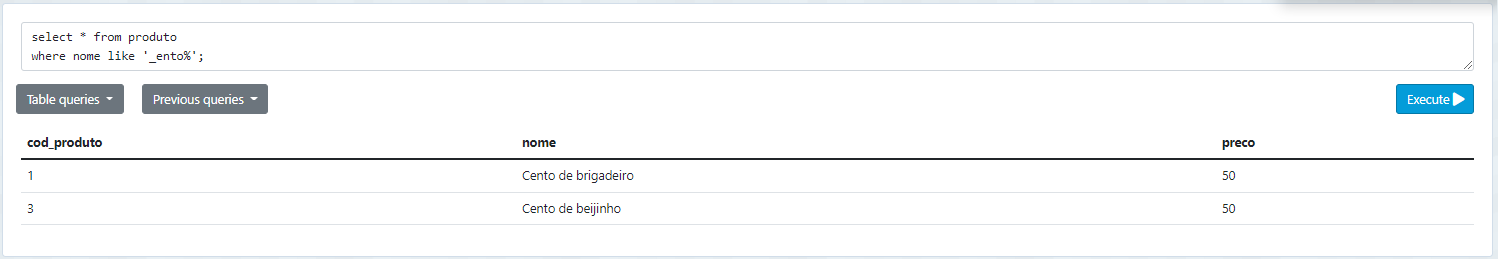 select * from produto
where nome like '_ento%';
Table queries
Previous queries
Execute
cod_produto nome preco
1 Cento de brigadeiro 50
3 Cento de beijinho 50